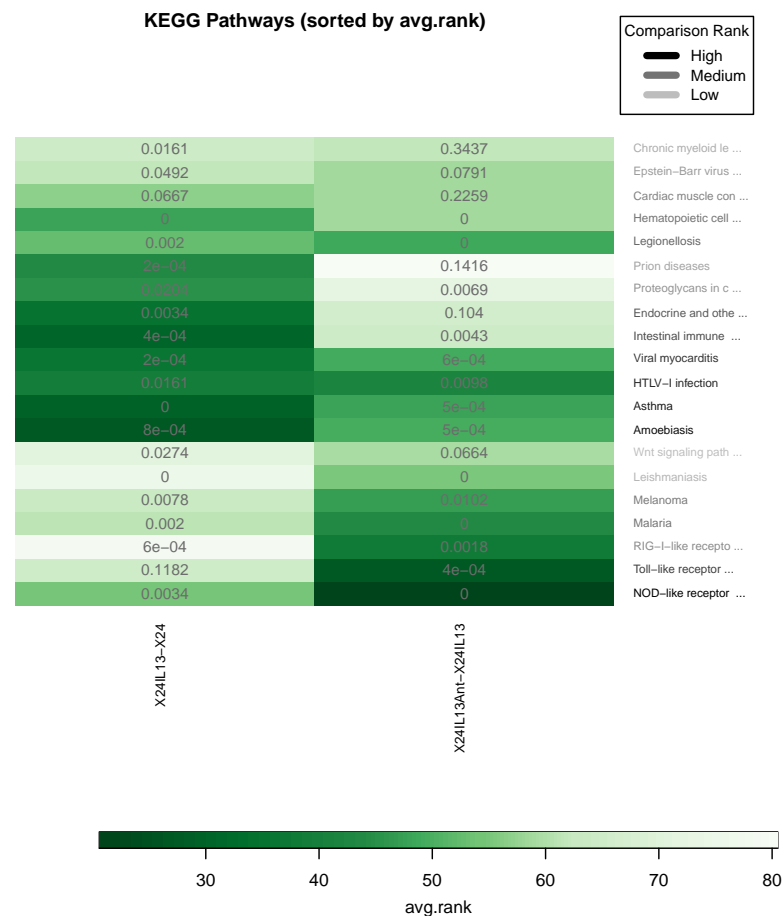 KEGG Pathways (sorted by avg.rank)
Comparison Rank
High
Medium
Low
0.0161 0.3437 Chronic myeloid le ...
0.0492 0.0791 Epstein−Barr virus ...
0.0667 0.2259 Cardiac muscle con ...
0 0 Hematopoietic cell ...
0.002 0 Legionellosis
2e−04 0.1416 Prion diseases
0.0069 Proteoglycans in c ...
0.0034 0.104 Endocrine and othe ...
4e−04 0.0043 Intestinal immune ...
2e−04 6e−04 Viral myocarditis
0.0161 0.0098 HTLV−I infection
0 5e−04 Asthma
8e−04 5e−04 Amoebiasis
0.0274 0.0664 Wnt signaling path ...
0 0 Leishmaniasis
0.0078 0.0102 Melanoma
0.002 0 Malaria
6e−04 0.0018 RIG−I−like recepto ...
0.1182 4e−04 Toll−like receptor ...
0.0034 0 NOD−like receptor ...
X24IL13−X24
X24IL13Ant−X24IL13
30 40 50 60 70 80
avg.rank